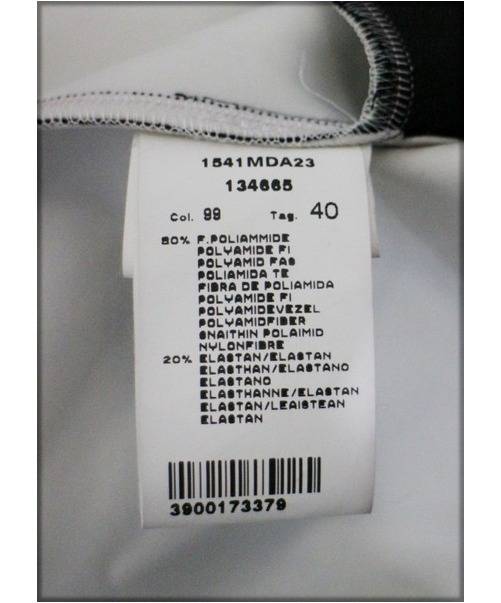 1541MDA23
134665
Col. 99 Tag. 40
80% F.POLIAMMIDE
POLYAMIDE FI
POLYAMID FAS
POLIAMIDA TE
FIBRA DE POLIAMIDA
POLYAMIDE FI
POLYAMIDEVEZEL
POLYAMIDFIBER
SNAITHIN POLAIMID
NYLONFIBRE
20% ELASTAN/ELASTAN
ELASTHAN/ELASTANO
ELASTANO
ELASTHANNE/ELASTAN
ELASTAN/LEAISTEAN
ELASTAN
3900173379